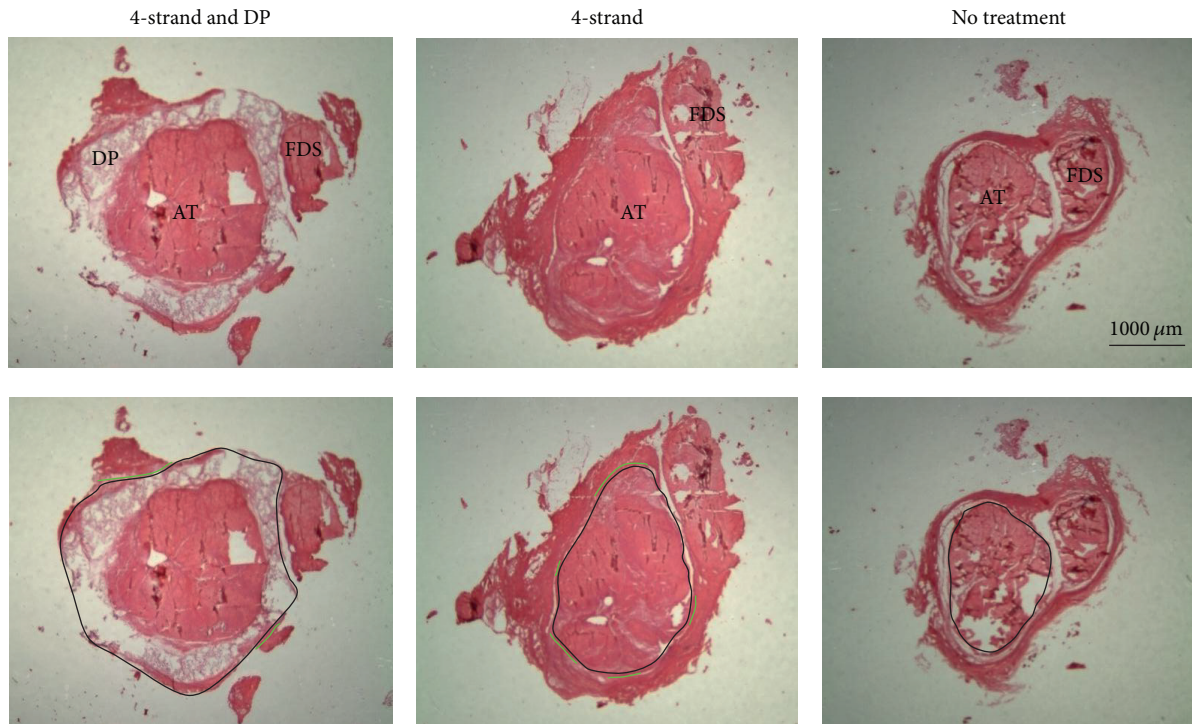 4-strand and DP
4-strand
No treatment
DP
FDS
AT
FDS
AT
FDS
AT
1000 μm